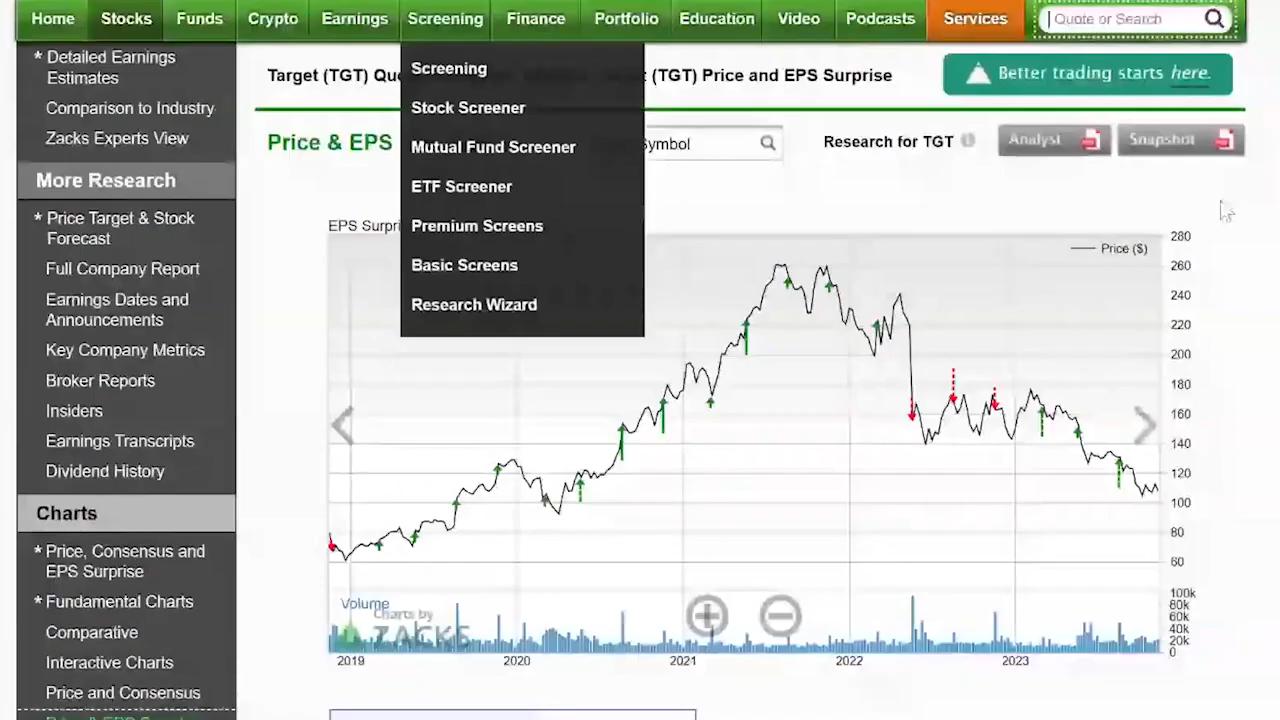 Home Stocks Funds Crypto Earnings Screening Finance Portfolio Education Video Podcasts Services Quote or Search
* Detailed Earnings
Estimates
Comparison to Industry
Zacks Experts View
More Research
* Price Target & Stock
Forecast
Full Company Report
Earnings Dates and
Announcements
Key Company Metrics
Broker Reports
Insiders
Earnings Transcripts
Dividend History
Charts
* Price, Consensus and
EPS Surprise
* Fundamental Charts
Comparative
Interactive Charts
Price and Consensus
Screening
Stock Screener
Mutual Fund Screener
ETF Screener
Premium Screens
Basic Screens
Research Wizard
Target (TGT) (TGT) Price and EPS Surprise
Better trading starts here.
Price & EPS
Symbol
Research for TGT
Analyst
Snapshot
EPS
Price ($)
280
260
240
220
200
180
160
140
120
100
80
60
Volume
Charts by
ZACKS
100k
80k
60k
40k
20k
0
2019 2020 2021 2022 2023